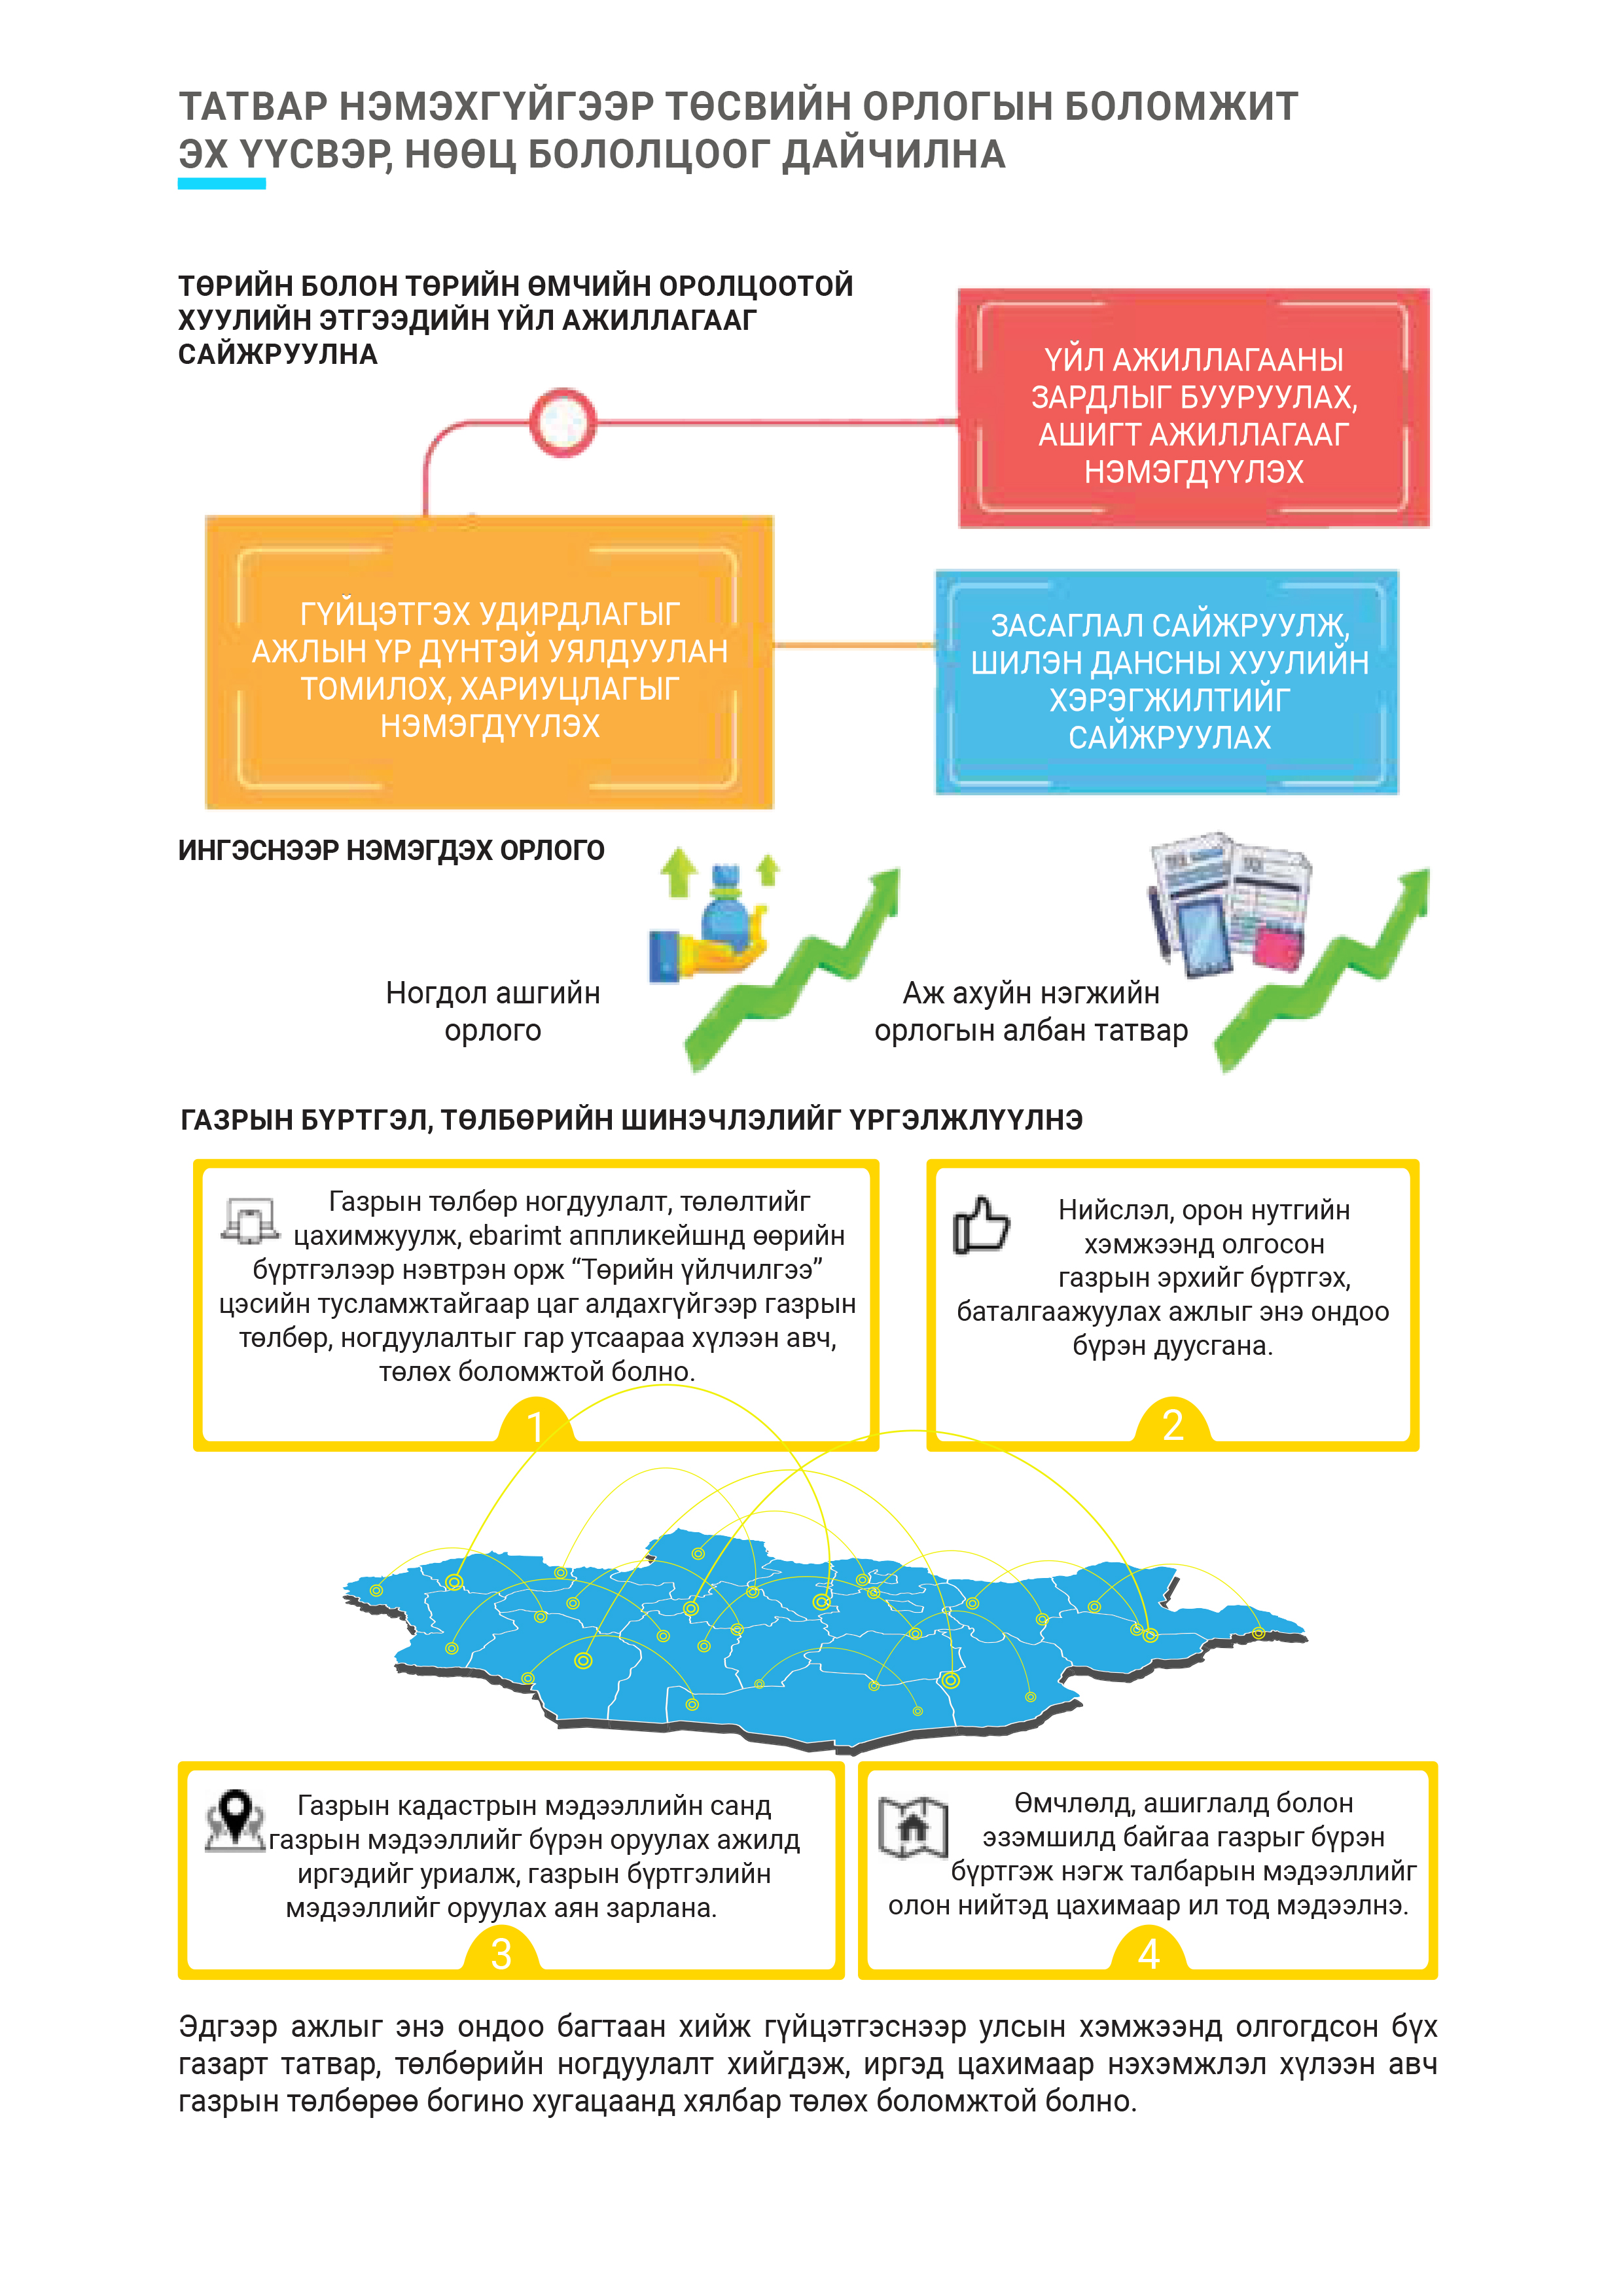 ТАТВАР НЭМЭХГҮЙГЭЭР ТӨСВИЙН ОРЛОГЫН БОЛОМЖИТ
ЭХ ҮҮСВЭР, НӨӨЦ БОЛОЛЦООГ ДАЙЧИЛНА
ТӨРИЙН БОЛОН ТӨРИЙН ӨМЧИЙН ОРОЛЦООТОЙ
ХУУЛИЙН ЭТГЭЭДИЙН ҮЙЛ АЖИЛЛАГААГ
САЙЖРУУЛНА
ҮЙЛ АЖИЛЛАГААНЫ
ЗАРДЛЫГ БУУРУУЛАХ,
АШИГТ АЖИЛЛАГААГ
НЭМЭГДҮҮЛЭХ
ГҮЙЦЭТГЭХ УДИРДЛАГЫГ
АЖЛЫН ҮР ДҮНТЭЙ УЯЛДУУЛАН
ТОМИЛОХ, ХАРИУЦЛАГЫГ
НЭМЭГДҮҮЛЭХ
ЗАСАГЛАЛ САЙЖРУУЛЖ,
ШИЛЭН ДАНСНЫ ХУУЛИЙН
ХЭРЭГЖИЛТИЙГ
САЙЖРУУЛАХ
ИНГЭСНЭЭР НЭМЭГДЭХ ОРЛОГО
Ногдол ашгийн
орлого
Аж ахуйн нэгжийн
орлогын албан татвар
ГАЗРЫН БҮРТГЭЛ, ТӨЛБӨРИЙН ШИНЭЧЛЭЛИЙГ ҮРГЭЛЖЛҮҮЛНЭ
Газрын төлбөр ногдуулалт, төлөлтийг
цахимжуулж, ebarimt аппликейшнд өөрийн
бүртгэлээр нэвтрэн орж “Төрийн үйлчилгээ”
цэсийн тусламжтайгаар цаг алдахгүйгээр газрын
төлбөр, ногдуулалтыг гар утсаараа хүлээн авч,
төлөх боломжтой болно.
1
Нийслэл, орон нутгийн
хэмжээнд олгосон
газрын эрхийг бүртгэх,
баталгаажуулах ажлыг энэ ондоо
бүрэн дуусгана.
2
Газрын кадастрын мэдээллийн санд
газрын мэдээллийг бүрэн оруулах ажилд
иргэдийг уриалж, газрын бүртгэлийн
мэдээллийг оруулах аян зарлана.
3
Өмчлөлд, ашиглалд болон
эзэмшилд байгаа газрыг бүрэн
бүртгэж нэгж талбарын мэдээллийг
олон нийтэд цахимаар ил тод мэдээлнэ.
4
Эдгээр ажлыг энэ ондоо багтаан хийж гүйцэтгэснээр улсын хэмжээнд олгогдсон бүх
газарт татвар, төлбөрийн ногдуулалт хийгдэж, иргэд цахимаар нэхэмжлэл хүлээн авч
газрын төлбөрөө богино хугацаанд хялбар төлөх боломжтой болно.